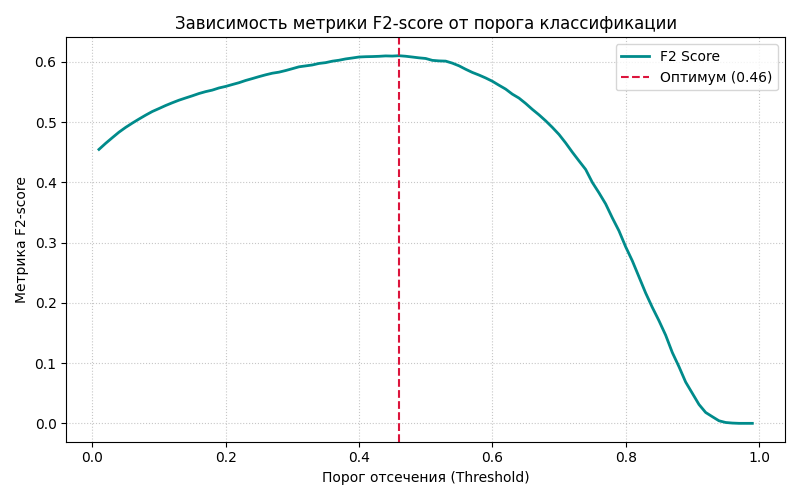 Зависимость метрики F2-score от порога классификации
F2 Score
Оптимум (0.46)
Метрика F2-score
0.6
0.5
0.4
0.3
0.2
0.1
0.0
0.0 0.2 0.4 0.6 0.8 1.0
Порог отсечения (Threshold)